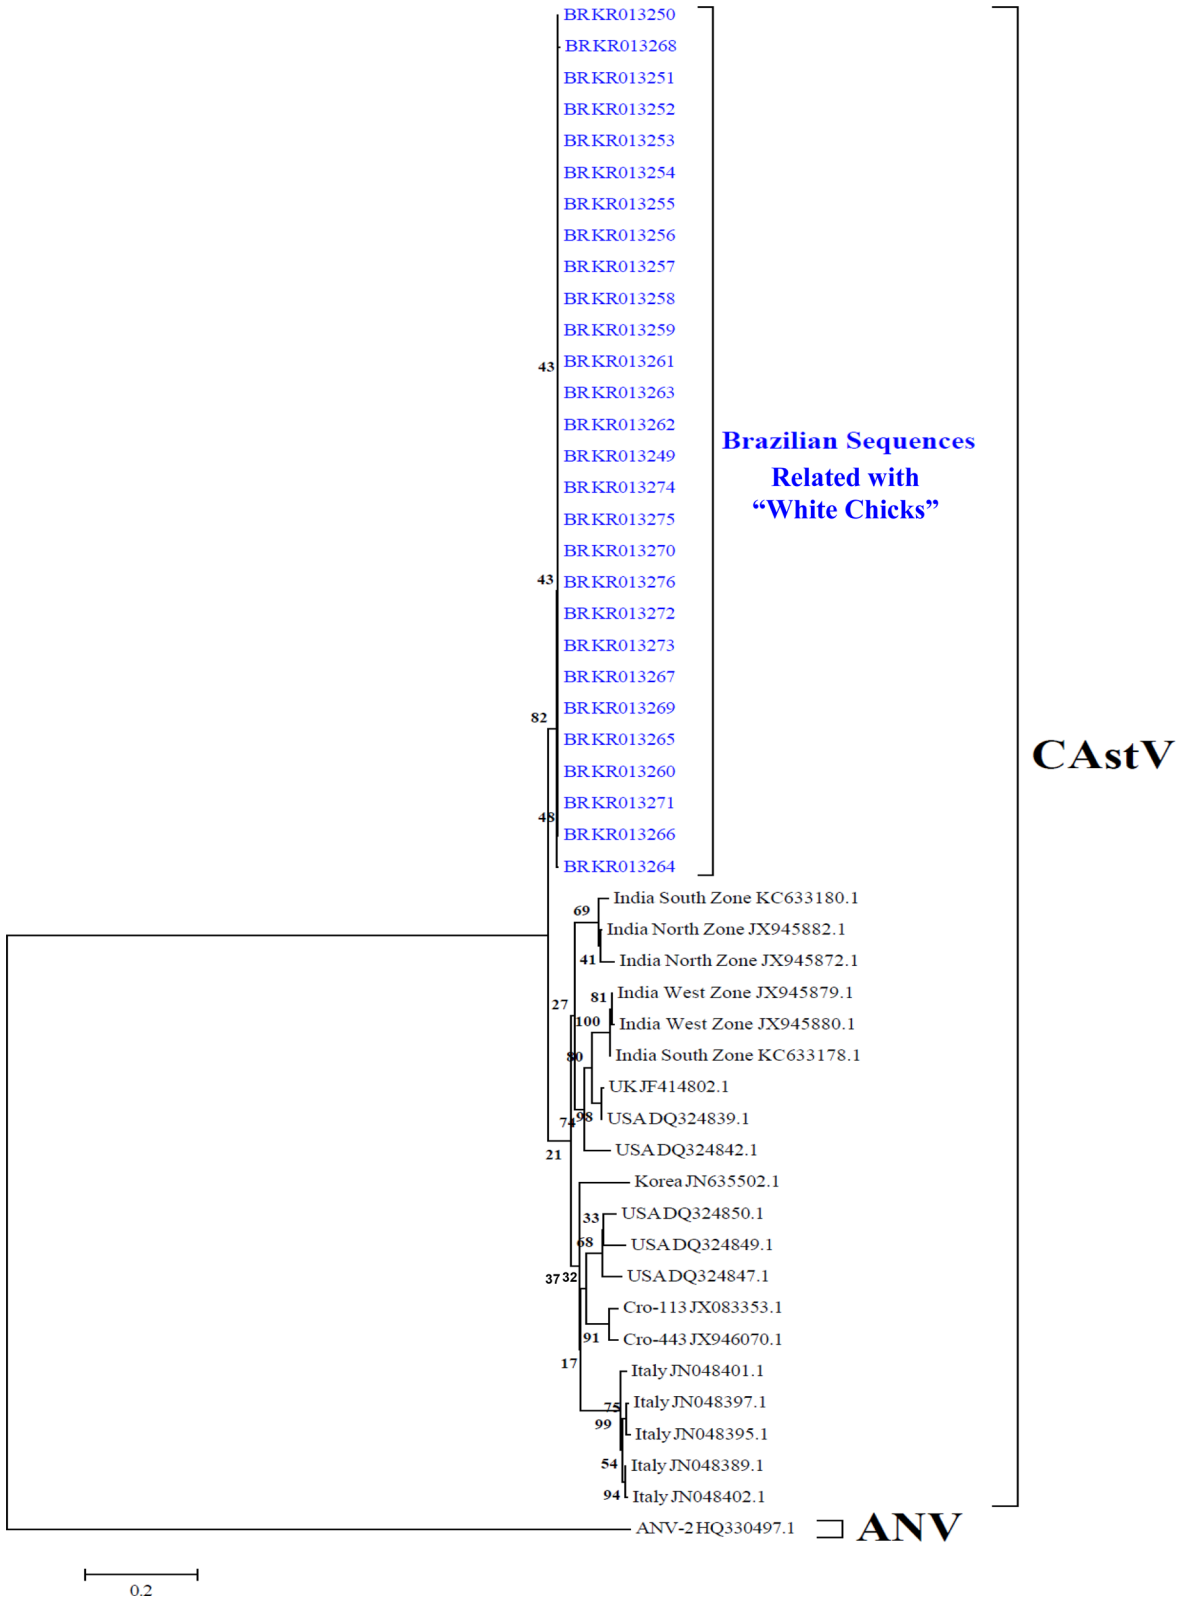 BRKR013250
BRKR013268
BRKR013251
BRKR013252
BRKR013253
BRKR013254
BRKR013255
BRKR013256
BRKR013257
BRKR013258
BRKR013259
43
BRKR013261
BRKR013263
BRKR013262
Brazilian Sequences
Related with
“White Chicks”
BRKR013249
BRKR013274
BRKR013275
BRKR013270
43
BRKR013276
BRKR013272
BRKR013273
BRKR013267
BRKR013269
82
BRKR013265
CAstV
BRKR013260
BRKR013271
48
BRKR013266
BRKR013264
India South Zone KC633180.1
69
India North Zone JX945882.1
41
India North Zone JX945872.1
81
India West Zone JX945879.1
27
100
India West Zone JX945880.1
80
India South Zone KC633178.1
UK JF414802.1
74
98
USA DQ324839.1
21
USA DQ324842.1
Korea JN635502.1
33
USA DQ324850.1
68
USA DQ324849.1
37
32
USA DQ324847.1
Cro-113 JX083353.1
91
Cro-443 JX946070.1
17
Italy JN048401.1
75
Italy JN048397.1
99
Italy JN048395.1
54
Italy JN048389.1
94
Italy JN048402.1
ANV-2 HQ330497.1
ANV
0.2